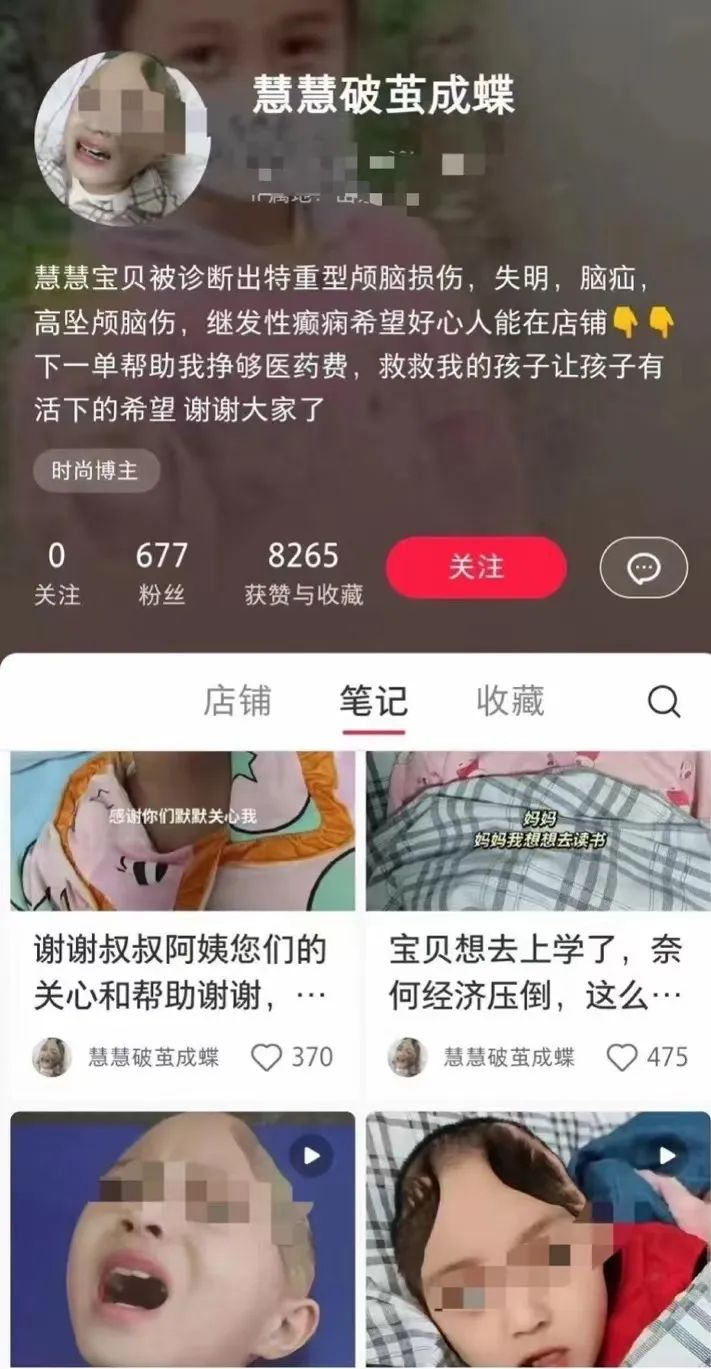 慧慧破茧成蝶
慧慧宝贝被诊断出特重型颅脑损伤，失明，脑疝，
高坠颅脑伤，继发性癫痫希望好心人能在店铺👇👇
下一单帮助我挣够医药费，救救我的孩子让孩子有
活下的希望 谢谢大家了
时尚博主
0 677 8265
关注 粉丝 获赞与收藏
关注
店铺 笔记 收藏
感谢你们默默关心我
谢谢叔叔阿姨您们的
关心和帮助谢谢，…
慧慧破茧成蝶 370
妈妈
妈妈我想想去读书
宝贝想去上学了，奈
何经济压倒，这么…
慧慧破茧成蝶 475